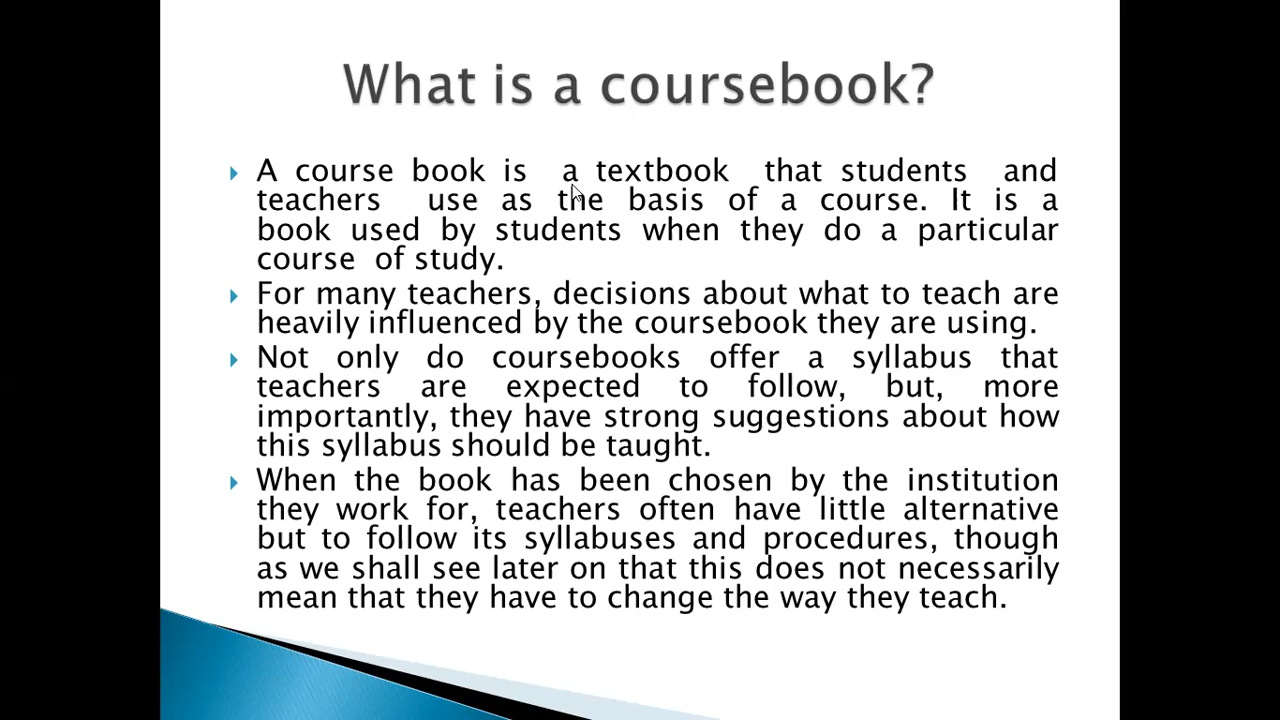 What is a coursebook?
A course book is a textbook that students and
teachers use as the basis of a course. It is a
book used by students when they do a particular
course of study.
For many teachers, decisions about what to teach are
heavily influenced by the coursebook they are using.
Not only do coursebooks offer a syllabus that
teachers are expected to follow, but, more
importantly, they have strong suggestions about how
this syllabus should be taught.
When the book has been chosen by the institution
they work for, teachers often have little alternative
but to follow its syllabuses and procedures, though
as we shall see later on that this does not necessarily
mean that they have to change the way they teach.